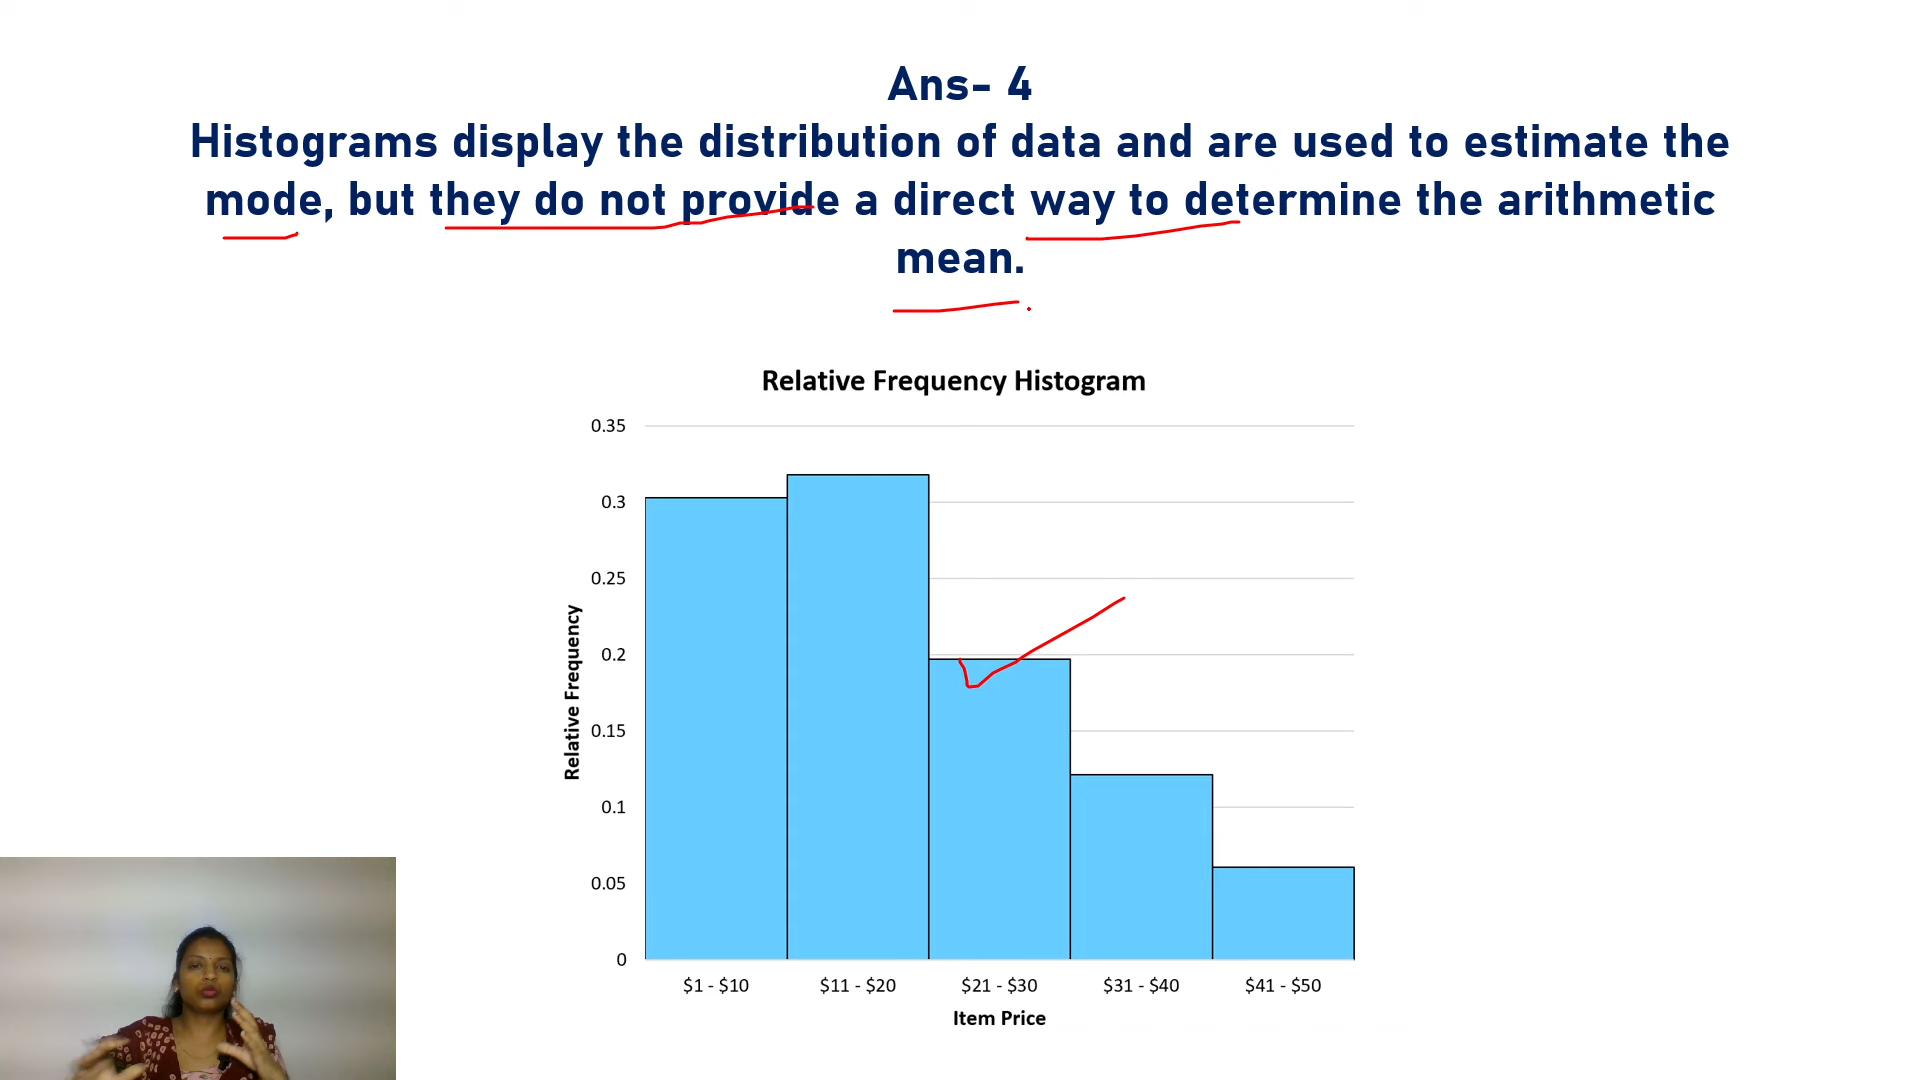 Ans- 4
Histograms display the distribution of data and are used to estimate the
mode, but they do not provide a direct way to determine the arithmetic
mean.
Relative Frequency Histogram
0.35
0.3
0.25
0.2
0.15
0.1
0.05
0
Relative Frequency
$1 - $10
$11 - $20
$21 - $30
$31 - $40
$41 - $50
Item Price